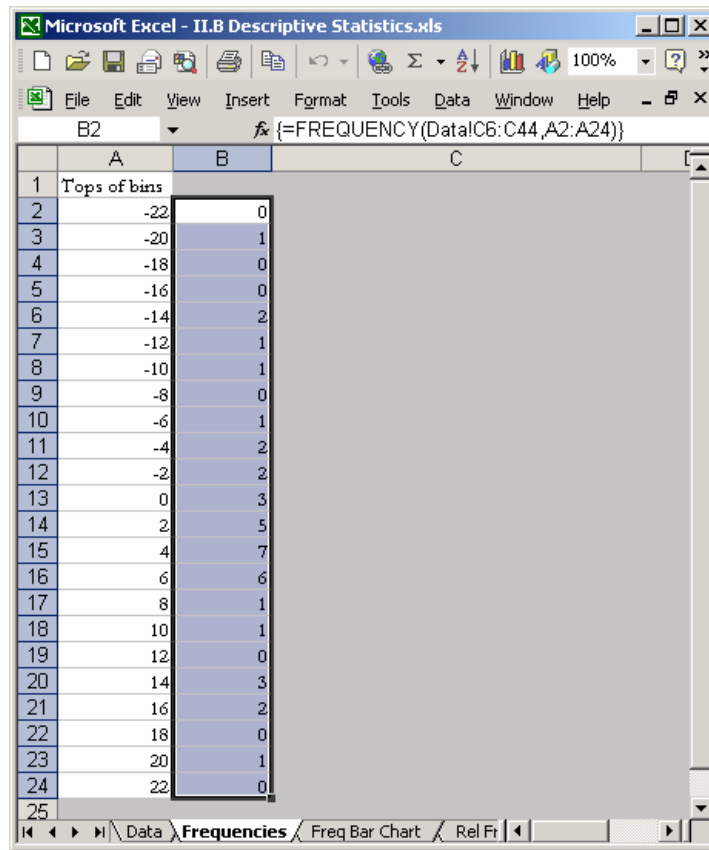 Microsoft Excel - II.B Descriptive Statistics.xls
100%
File Edit View Insert Format Tools Data Window Help
B2 fx {=FREQUENCY(Data!C6:C44,A2:A24)}
A B C
1 Tops of bins
2 -22 0
3 -20 1
4 -18 0
5 -16 0
6 -14 2
7 -12 1
8 -10 1
9 -8 0
10 -6 1
11 -4 2
12 -2 2
13 0 3
14 2 5
15 4 7
16 6 6
17 8 1
18 10 1
19 12 0
20 14 3
21 16 2
22 18 0
23 20 1
24 22 0
25
Data Frequencies Freq Bar Chart Rel Fr